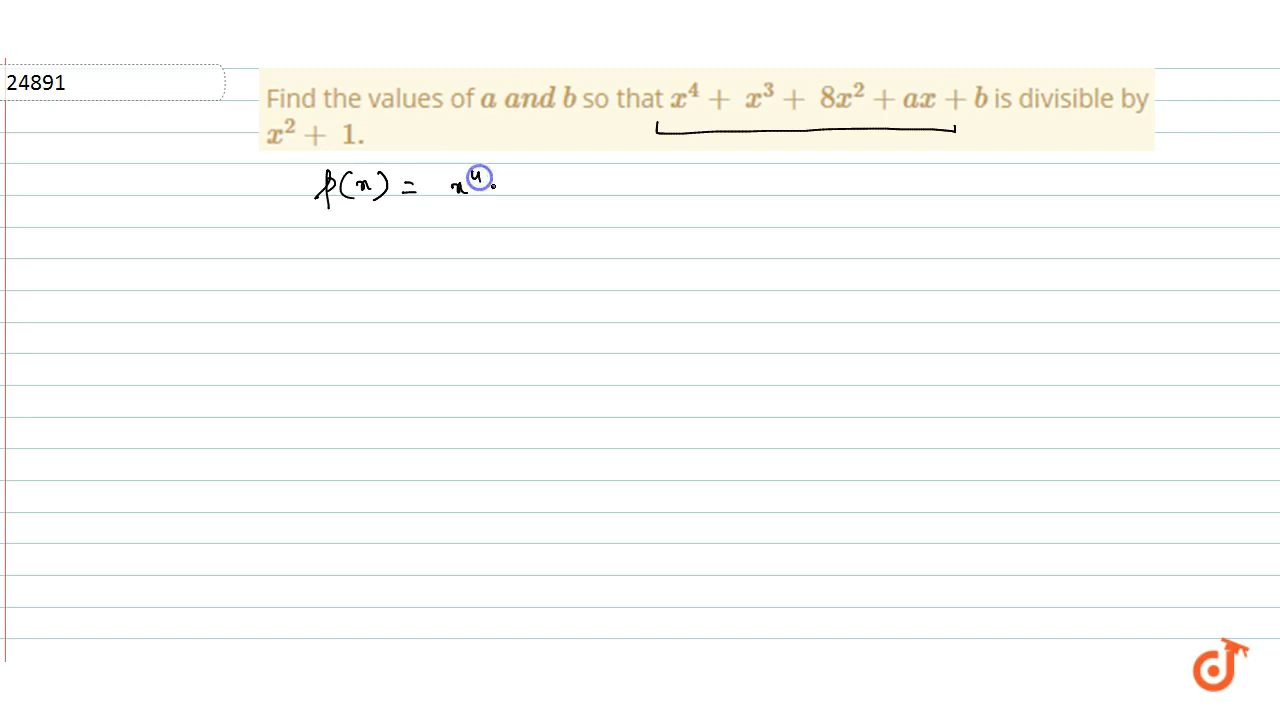 24891
Find the values of a and b so that x⁴ + x³ + 8x² + ax + b is divisible by
x² + 1.
p(x) = x⁴